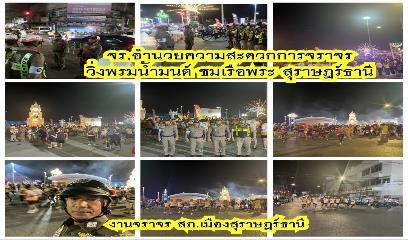 จร.อำนวยความสะดวกการจราจร
วิ่งพรมน้ำมนต์ ชมเรือพระ สุราษฎร์ธานี
งานจราจร สภ.เมืองสุราษฎร์ธานี